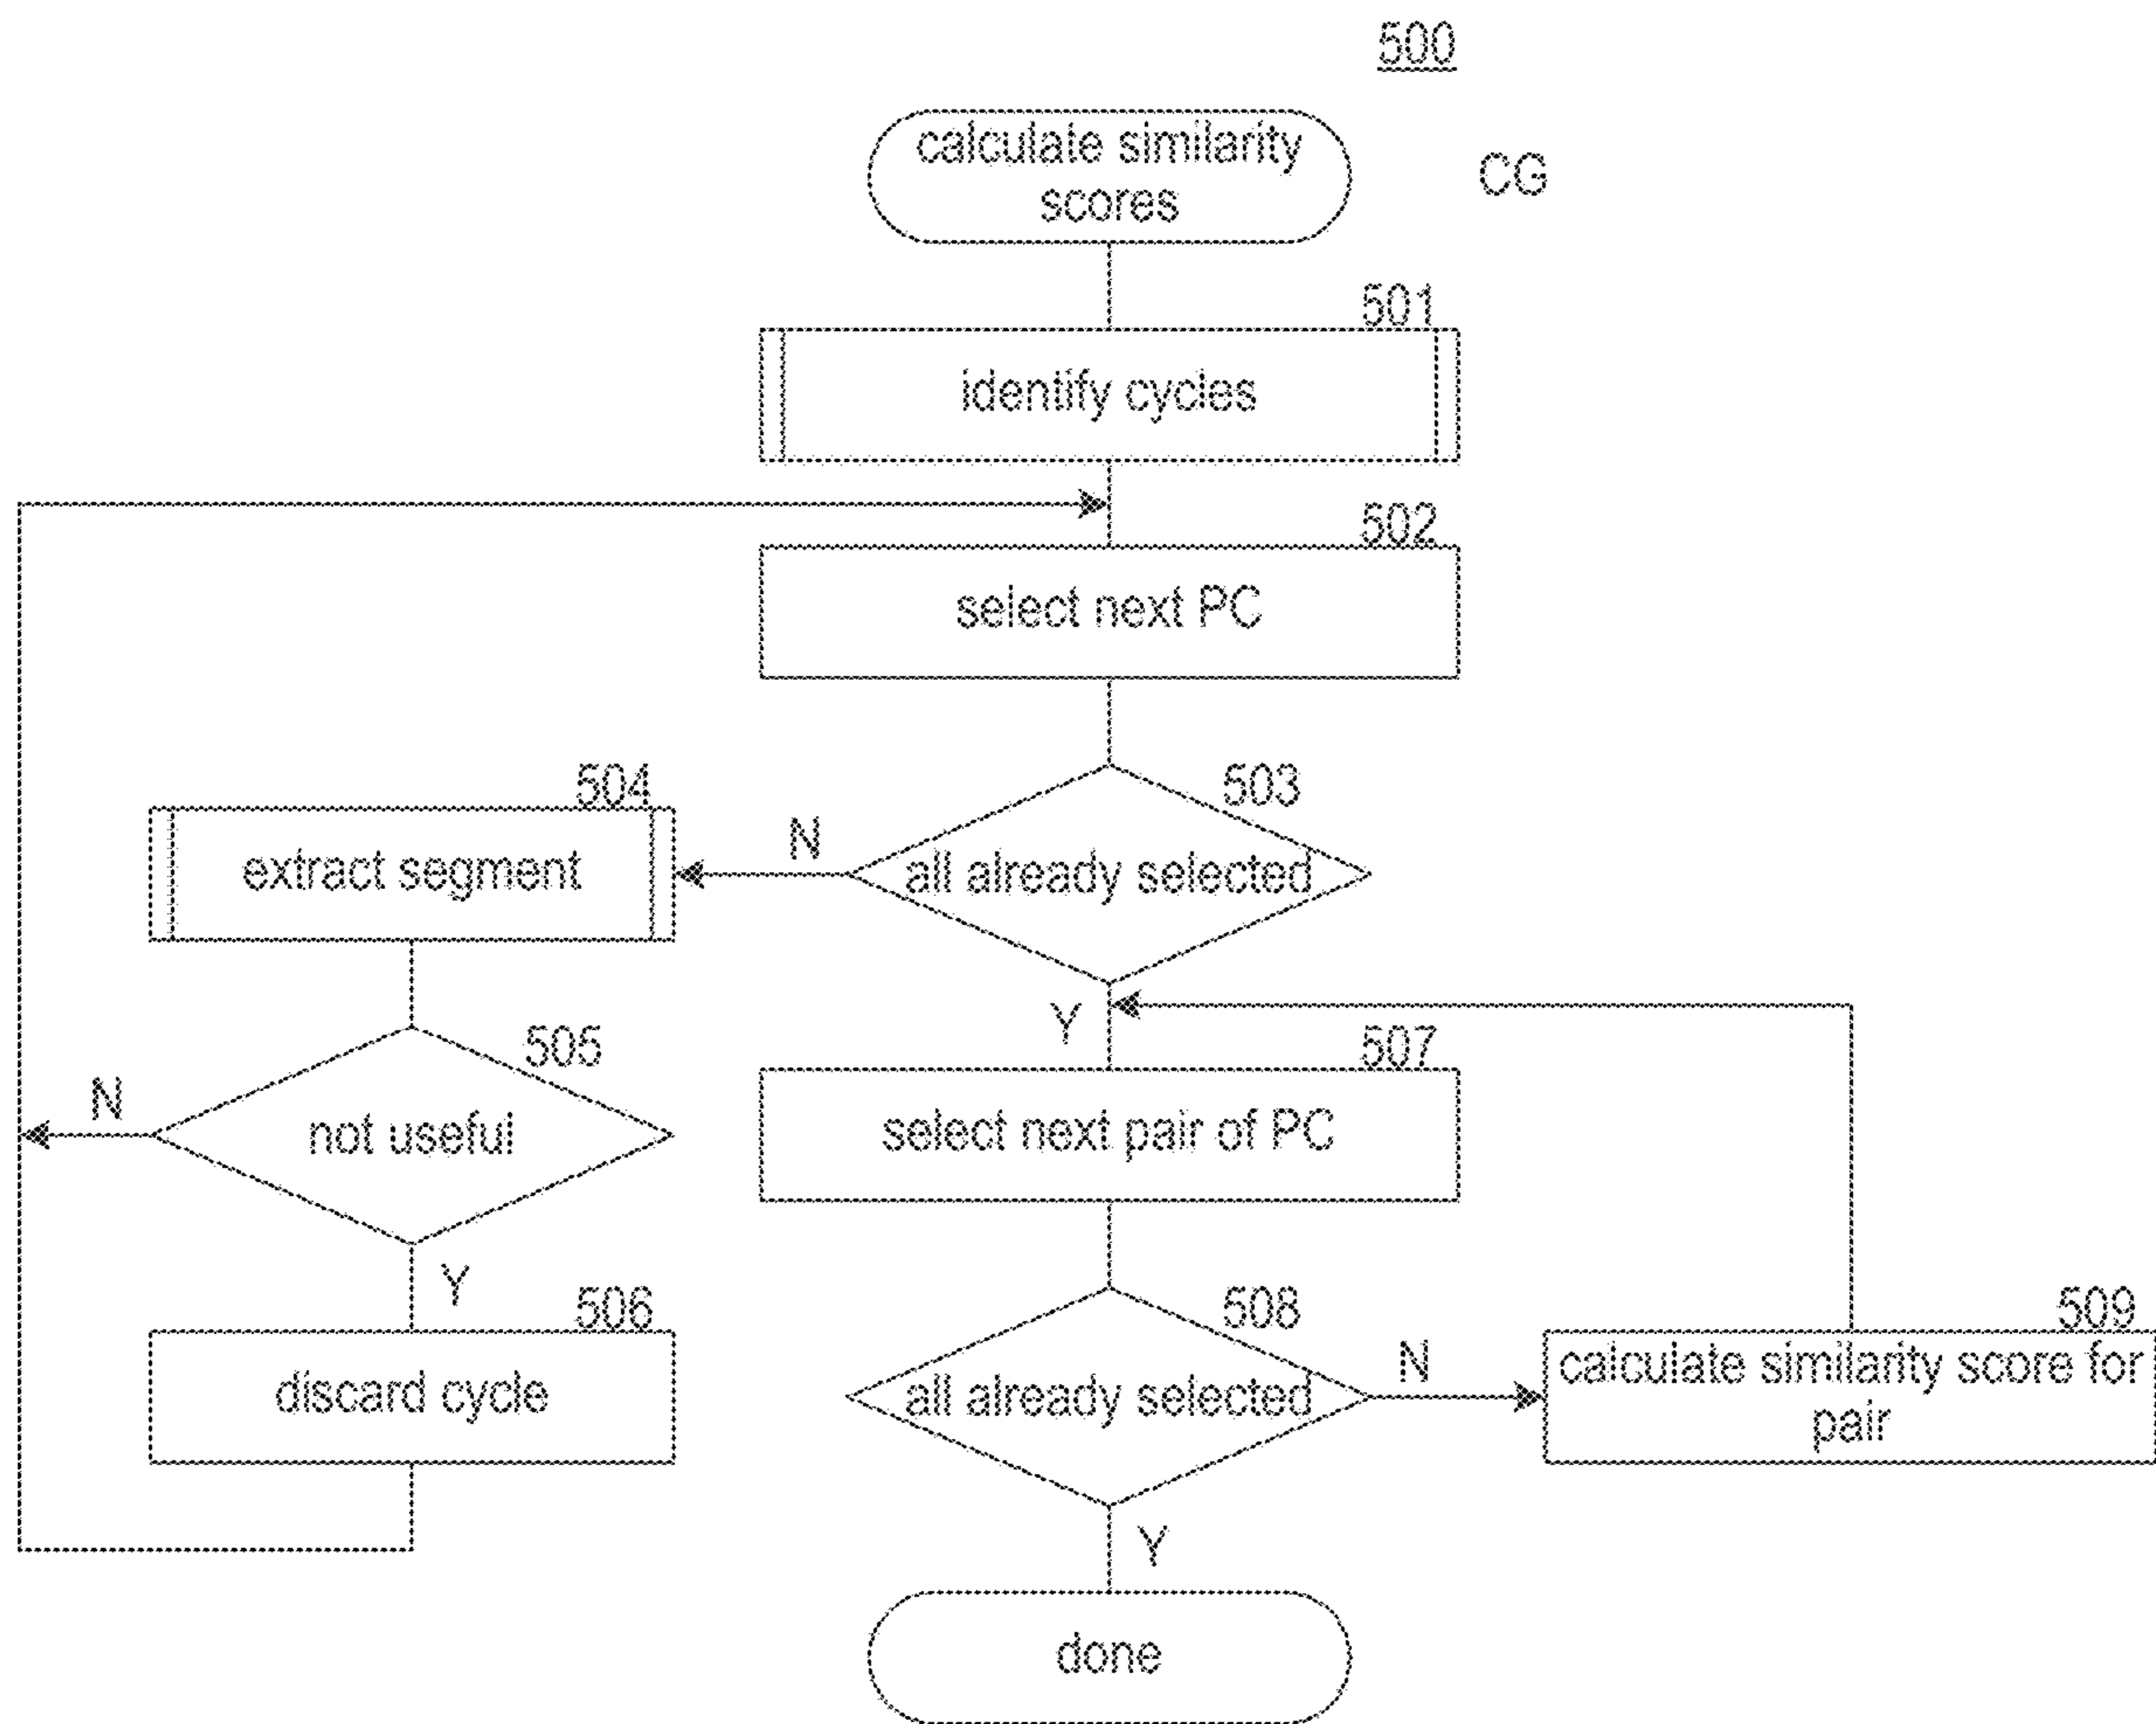 500
calculate similarity
scores
CG
501
identify cycles
502
select next PC
503
all already selected
N
504
extract segment
505
not useful
N
Y
506
discard cycle
Y
507
select next pair of PC
508
all already selected
N
509
calculate similarity score for
pair
Y
done